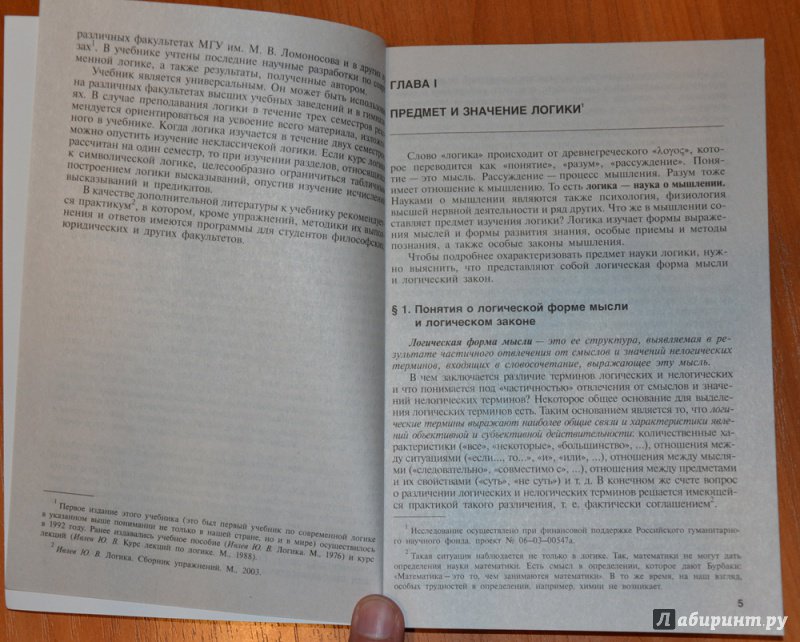 различных факультетах МГУ им. М. В. Ломоносова и в других
зах¹. В учебнике учтены последние научные разработки по
менной логике, а также результаты, полученные автором.
Учебник является универсальным. Он может быть
на различных факультетах высших учебных заведений и в
ях. В случае преподавания логики в течение трех семестров
мендуется ориентироваться на усвоение всего материала,
ного в учебнике. Когда логика изучается в течение двух
можно опустить изучение неклассичекой логики. Если курс
рассчитан на один семестр, то при изучении разделов,
к символической логике, целесообразно ограничиться
построением логики высказываний, опустив изучение
высказываний и предикатов.
В качестве дополнительной литературы к учебнику
ся практикум², в котором, кроме упражнений, методики их
нения и ответов имеются программы для студентов
юридических и других факультетов.
¹ Первое издание этого учебника (это был первый учебник по современной логике
в указанном выше понимании не только в нашей стране, но и в мире) осуществилось
в 1992 году. Ранее издавались учебное пособие (Ивлев Ю. В. Логика. М., 1976) и курс
лекций (Ивлев Ю. В. Курс лекций по логике. М., 1988).
² Ивлев Ю. В. Логика. Сборник упражнений. М., 2003.
ГЛАВА I
ПРЕДМЕТ И ЗНАЧЕНИЕ ЛОГИКИ¹
Слово «логика» происходит от древнегреческого «λογος», кото-
рое переводится как «понятие», «разум», «рассуждение». Поня-
тие — это мысль. Рассуждение — процесс мышления. Разум тоже
имеет отношение к мышлению. То есть логика — наука о мышлении.
Науками о мышлении являются также психология, физиология
высшей нервной деятельности и ряд других. Что же в мышлении со-
ставляет предмет изучения логики? Логика изучает формы выраже-
ния мыслей и формы развития знания, особые приемы и методы
познания, а также особые законы мышления.
Чтобы подробнее охарактеризовать предмет науки логики, нуж-
но выяснить, что представляют собой логическая форма мысли
и логический закон.
§ 1. Понятия о логической форме мысли
и логическом законе
Логическая форма мысли — это ее структура, выявляемая в ре-
зультате частичного отвлечения от смыслов и значений нелогических
терминов, входящих в словосочетание, выражающее эту мысль.
В чем заключается различие терминов логических и нелогических
и что понимается под «частичностью» отвлечения от смыслов и значе-
ний нелогических терминов? Некоторое общее основание для выделе-
ния логических терминов есть. Таким основанием является то, что логи-
ческие термины выражают наиболее общие связи и характеристики явле-
ний объективной и субъективной действительности: количественные ха-
рактеристики («все», «некоторые», «большинство», ...), отношения меж-
ду ситуациями («если..., то...», «и», «или», ...), отношения между мысля-
ми («следовательно», «совместимо с», ...), отношения между предметами
и их свойствами («суть», «не суть») и т. д. В конечном же счете вопрос
о различении логических и нелогических терминов решается имеющей-
ся практикой такого различения, т. е. фактически соглашением².
¹ Исследование осуществлено при финансовой поддержке Российского гуманитарно-
го научного фонда, проект № 06–03–00547а.
² Такая ситуация наблюдается не только в логике. Так, математики не могут дать
определения науки математики. Есть смысл в определении, которое дают Бурбаки:
«Математика — это то, чем занимаются математики». В то же время, на наш взгляд,
особых трудностей в определении, например, химии не возникает.
5
Лабиринт.ру